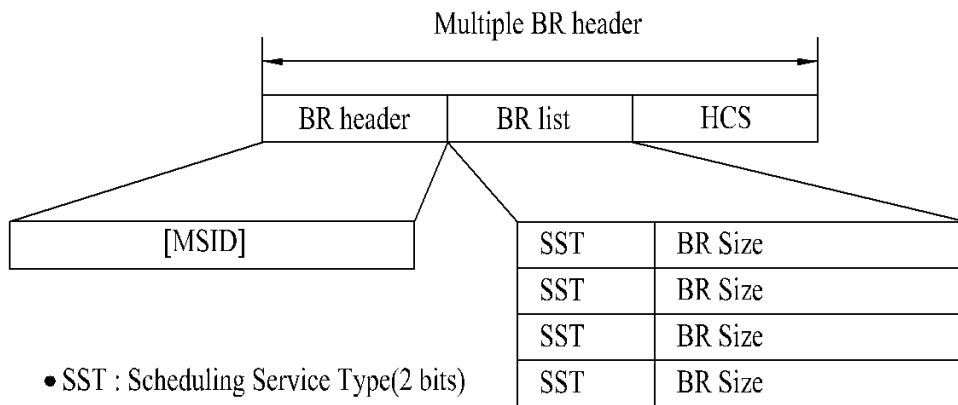 Multiple BR header
BR header BR list HCS
[MSID]
SST BR Size
SST BR Size
SST BR Size
SST BR Size
• SST : Scheduling Service Type(2 bits)